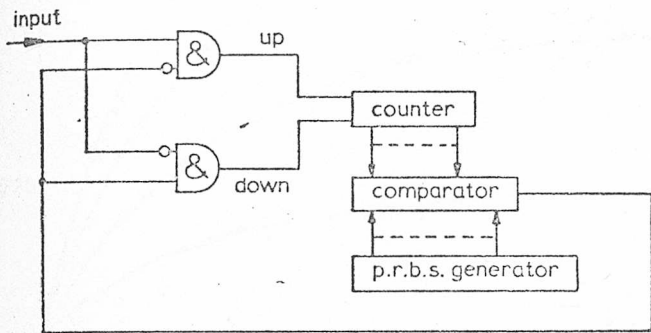 input
&
up
&
down
counter
comparator
p.r.b.s. generator